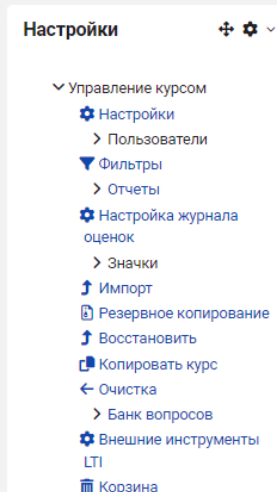 Настройки
Управление курсом
Настройки
Пользователи
Фильтры
Отчеты
Настройка журнала
оценок
Значки
Импорт
Резервное копирование
Восстановить
Копировать курс
Очистка
Банк вопросов
Внешние инструменты
LTI
Корзина